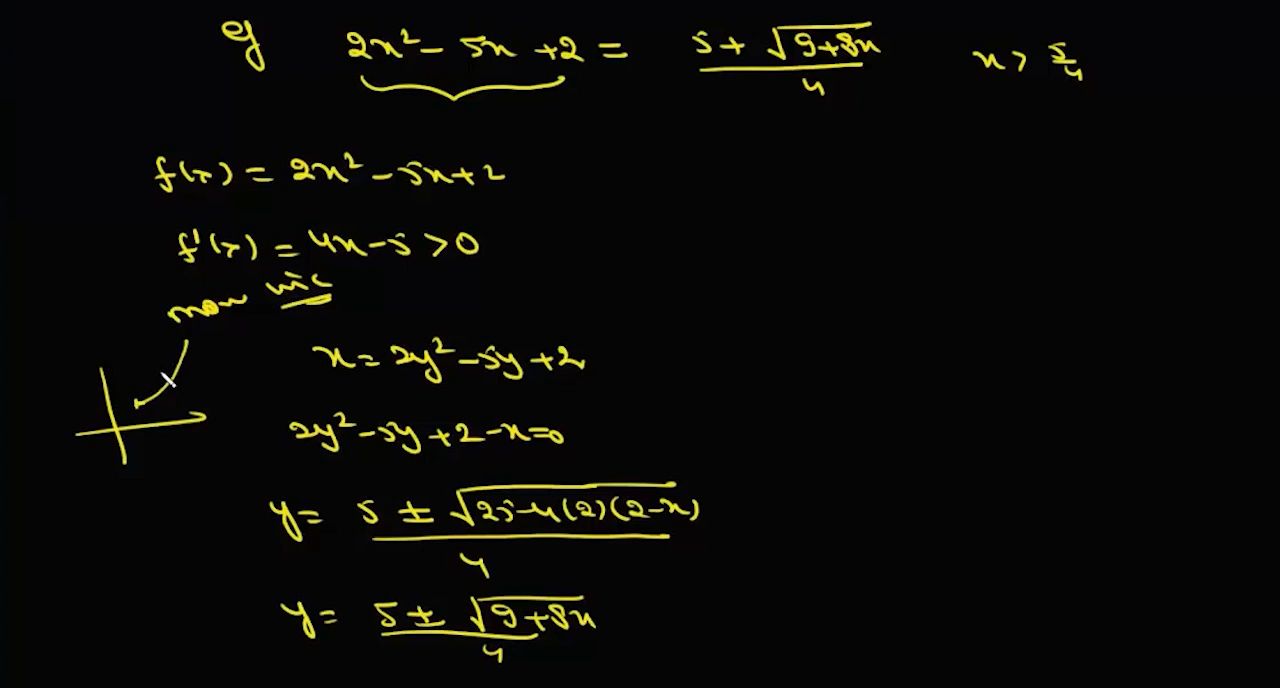 eg 2x² - 5x + 2 = (5 + √(9+8x))/4 x > 5/4
f(x) = 2x² - 5x + 2
f'(x) = 4x - 5 > 0
inc
x = 2y² - 5y + 2
2y² - 5y + 2 - x = 0
y = (5 ± √(25-4(2)(2-x)))/4
y = (5 ± √(9+8x))/4